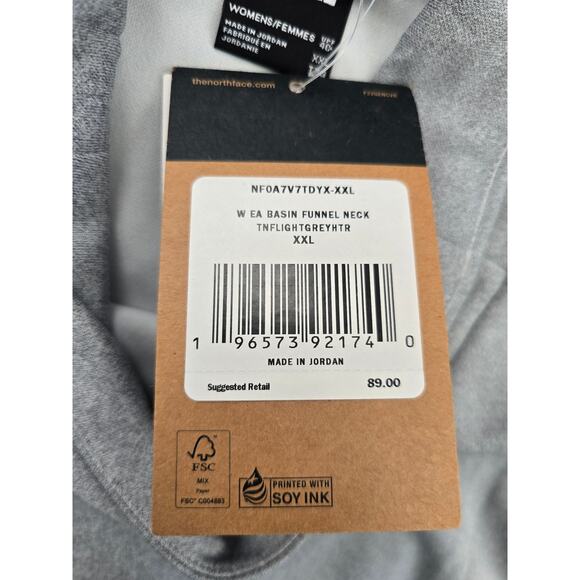 WOMENS/FEMMES
MADE IN JORDAN
FABRIQUÉ EN
JORDANIE
thenorthface.com
NF0A7V7TDYX-XXL
W EA BASIN FUNNEL NECK
TNFLIGHTGREYHTR
XXL
1 96573 92174 0
MADE IN JORDAN
Suggested Retail 89.00
FSC
MIX
Paper
FSC® C004883
PRINTED WITH
SOY INK